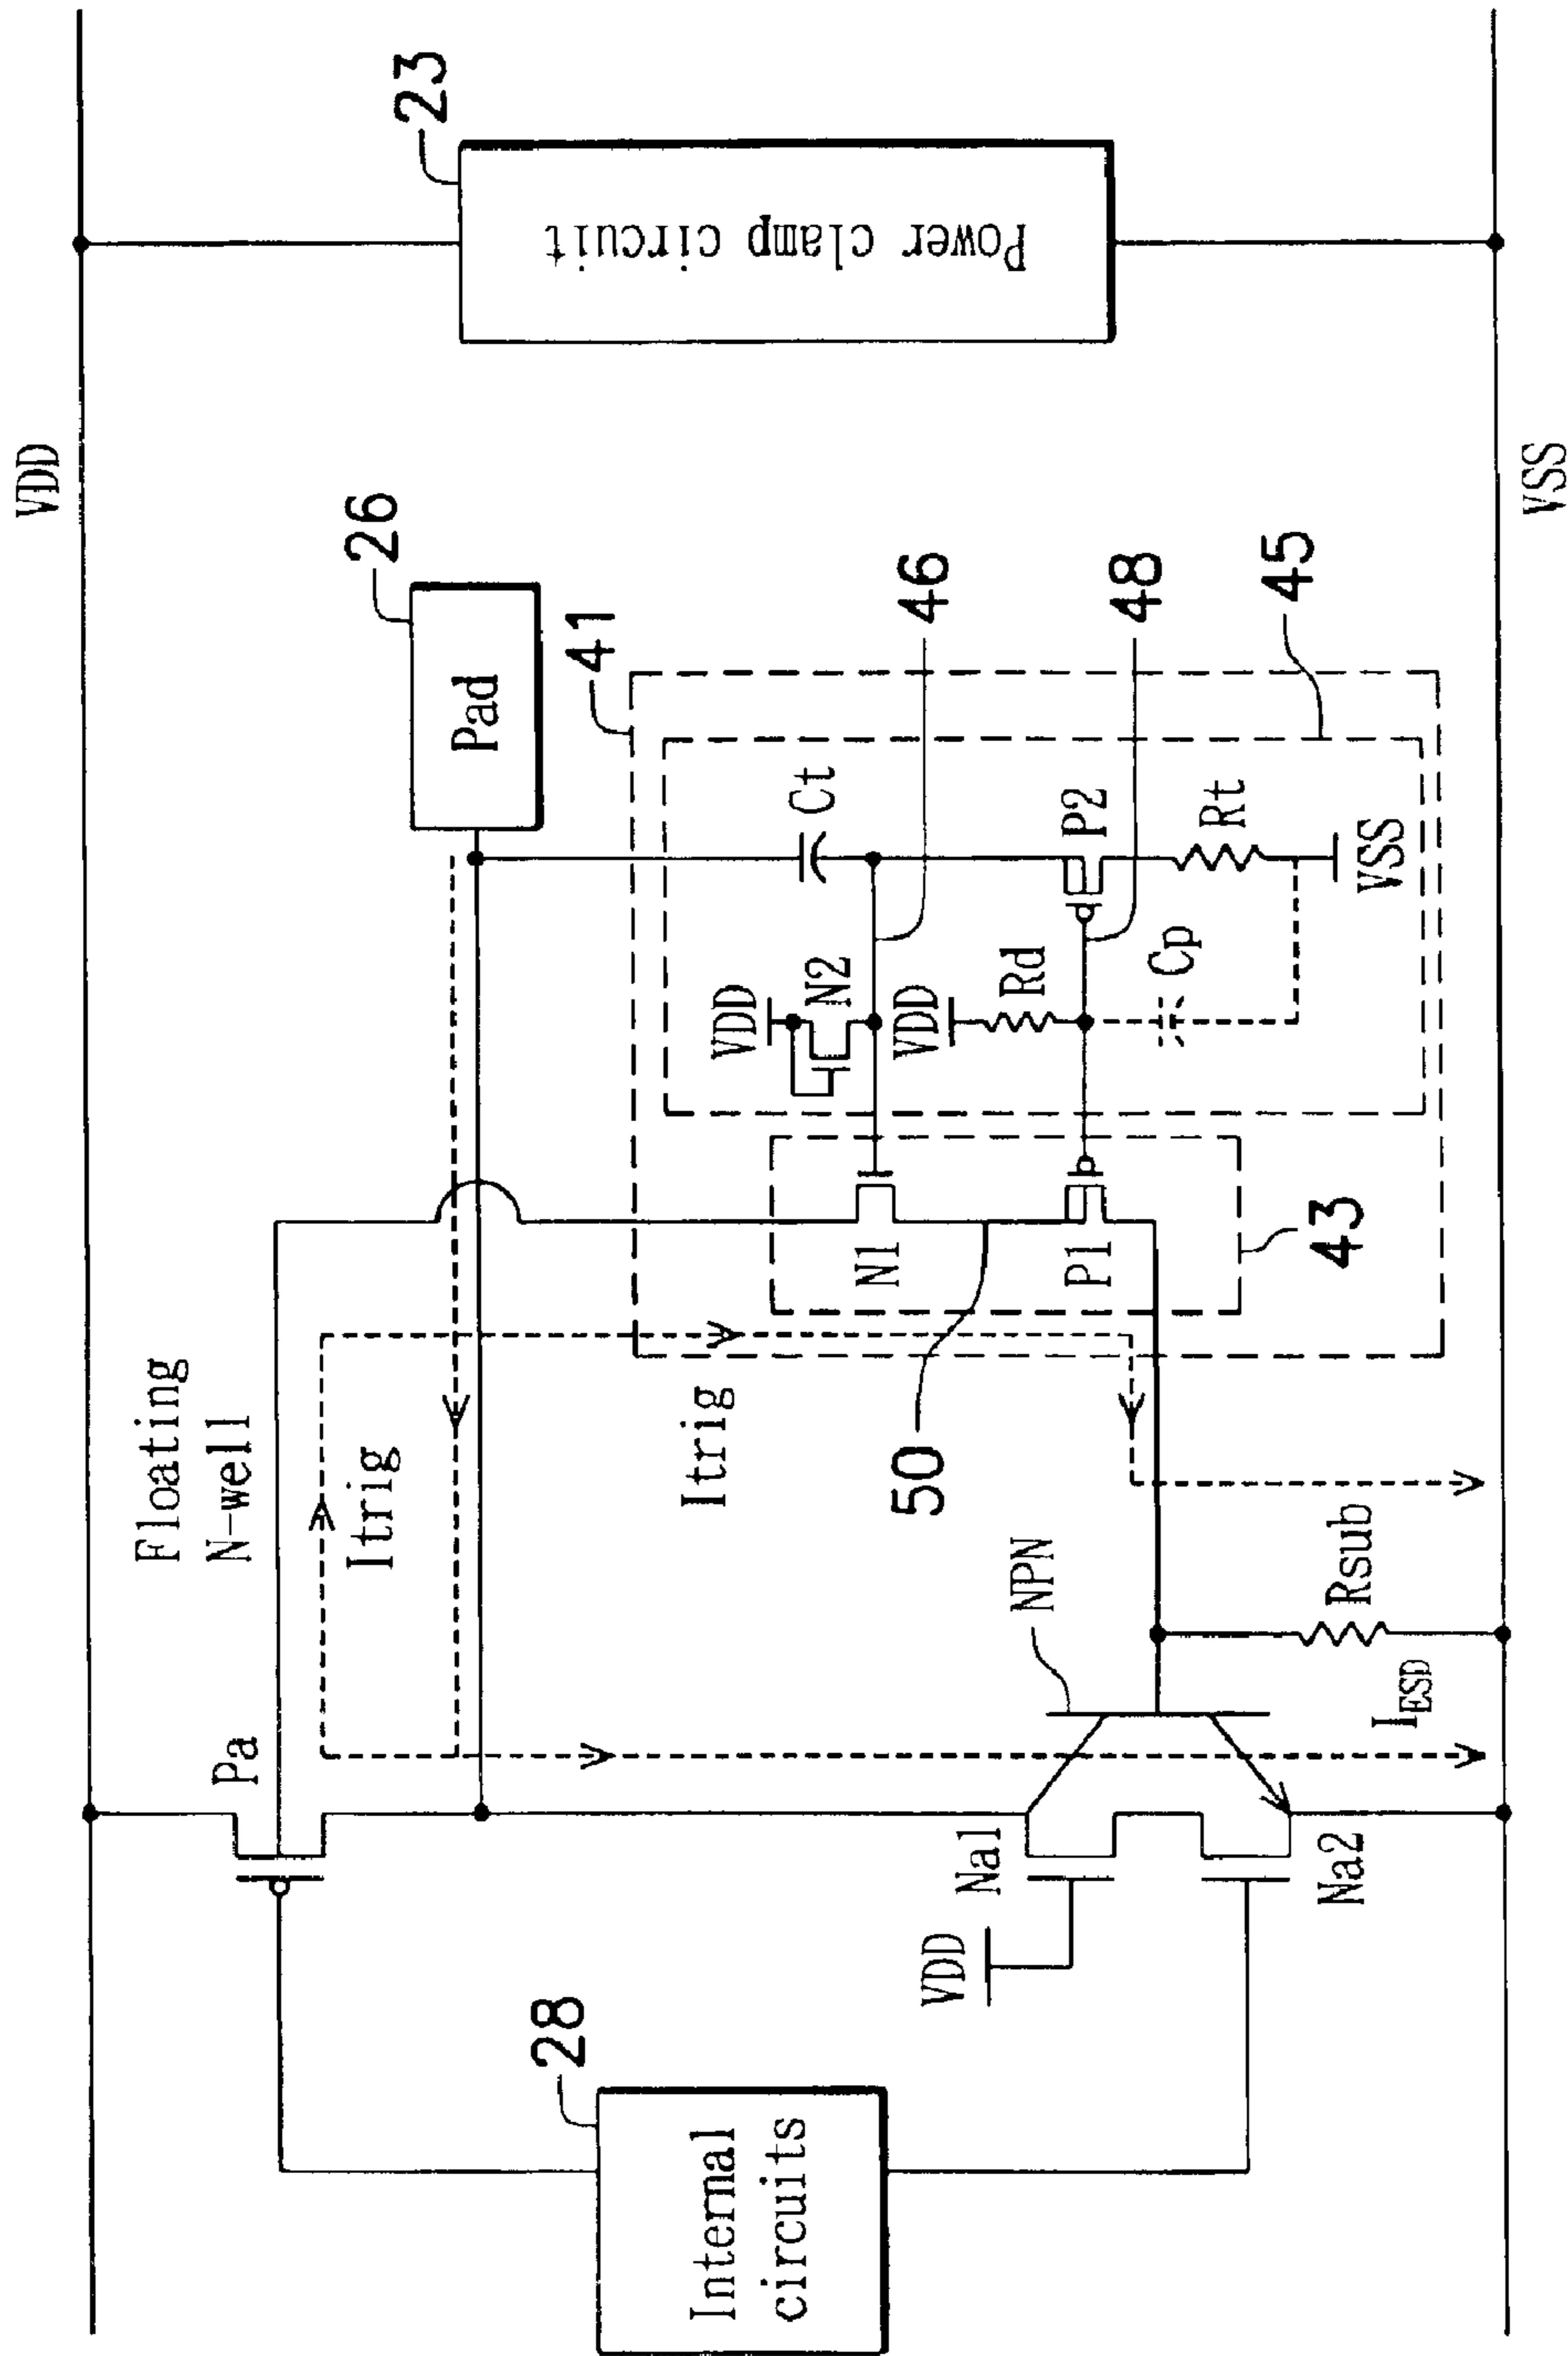 VDD
23
Power clamp circuit
26
Pad
41
Ct
46
VDD
N2
VDD
Rd
48
P2
45
Cp
Rt
VSS
VSS
N1
P1
43
50
Floating
N-well
Itrig
Itrig
Pa
NPN
Rsub
I_ESD
Na1
Na2
VDD
28
Internal
circuits